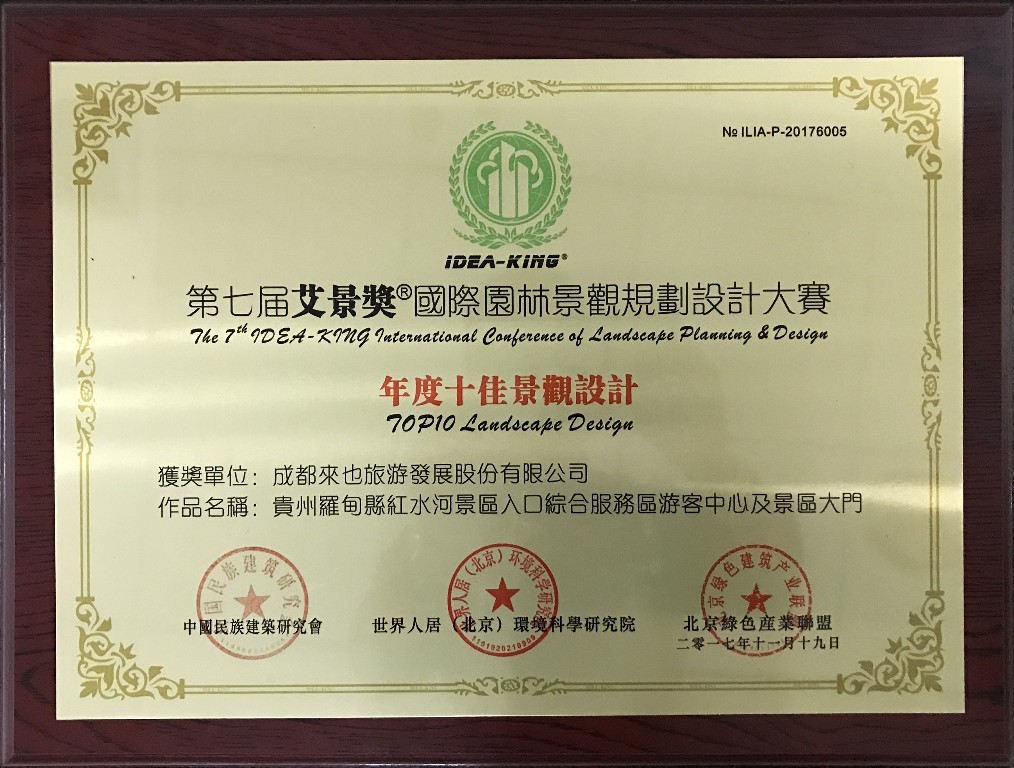 № ILIA-P-20176005
IDEA-KING®
第七届艾景獎®國際園林景觀規劃設計大賽
The 7th IDEA-KING International Conference of Landscape Planning & Design
年度十佳景觀設計
TOP10 Landscape Design
獲獎單位：成都來也旅游發展股份有限公司
作品名稱：貴州羅甸縣紅水河景區入口綜合服務區游客中心及景區大門
国民族建筑研究
世界人居（北京）环境科学研究院
北京绿色建筑产业联盟
中國民族建築研究會
世界人居（北京）環境科學研究院
北京綠色産業聯盟
二零一七年十一月十九日